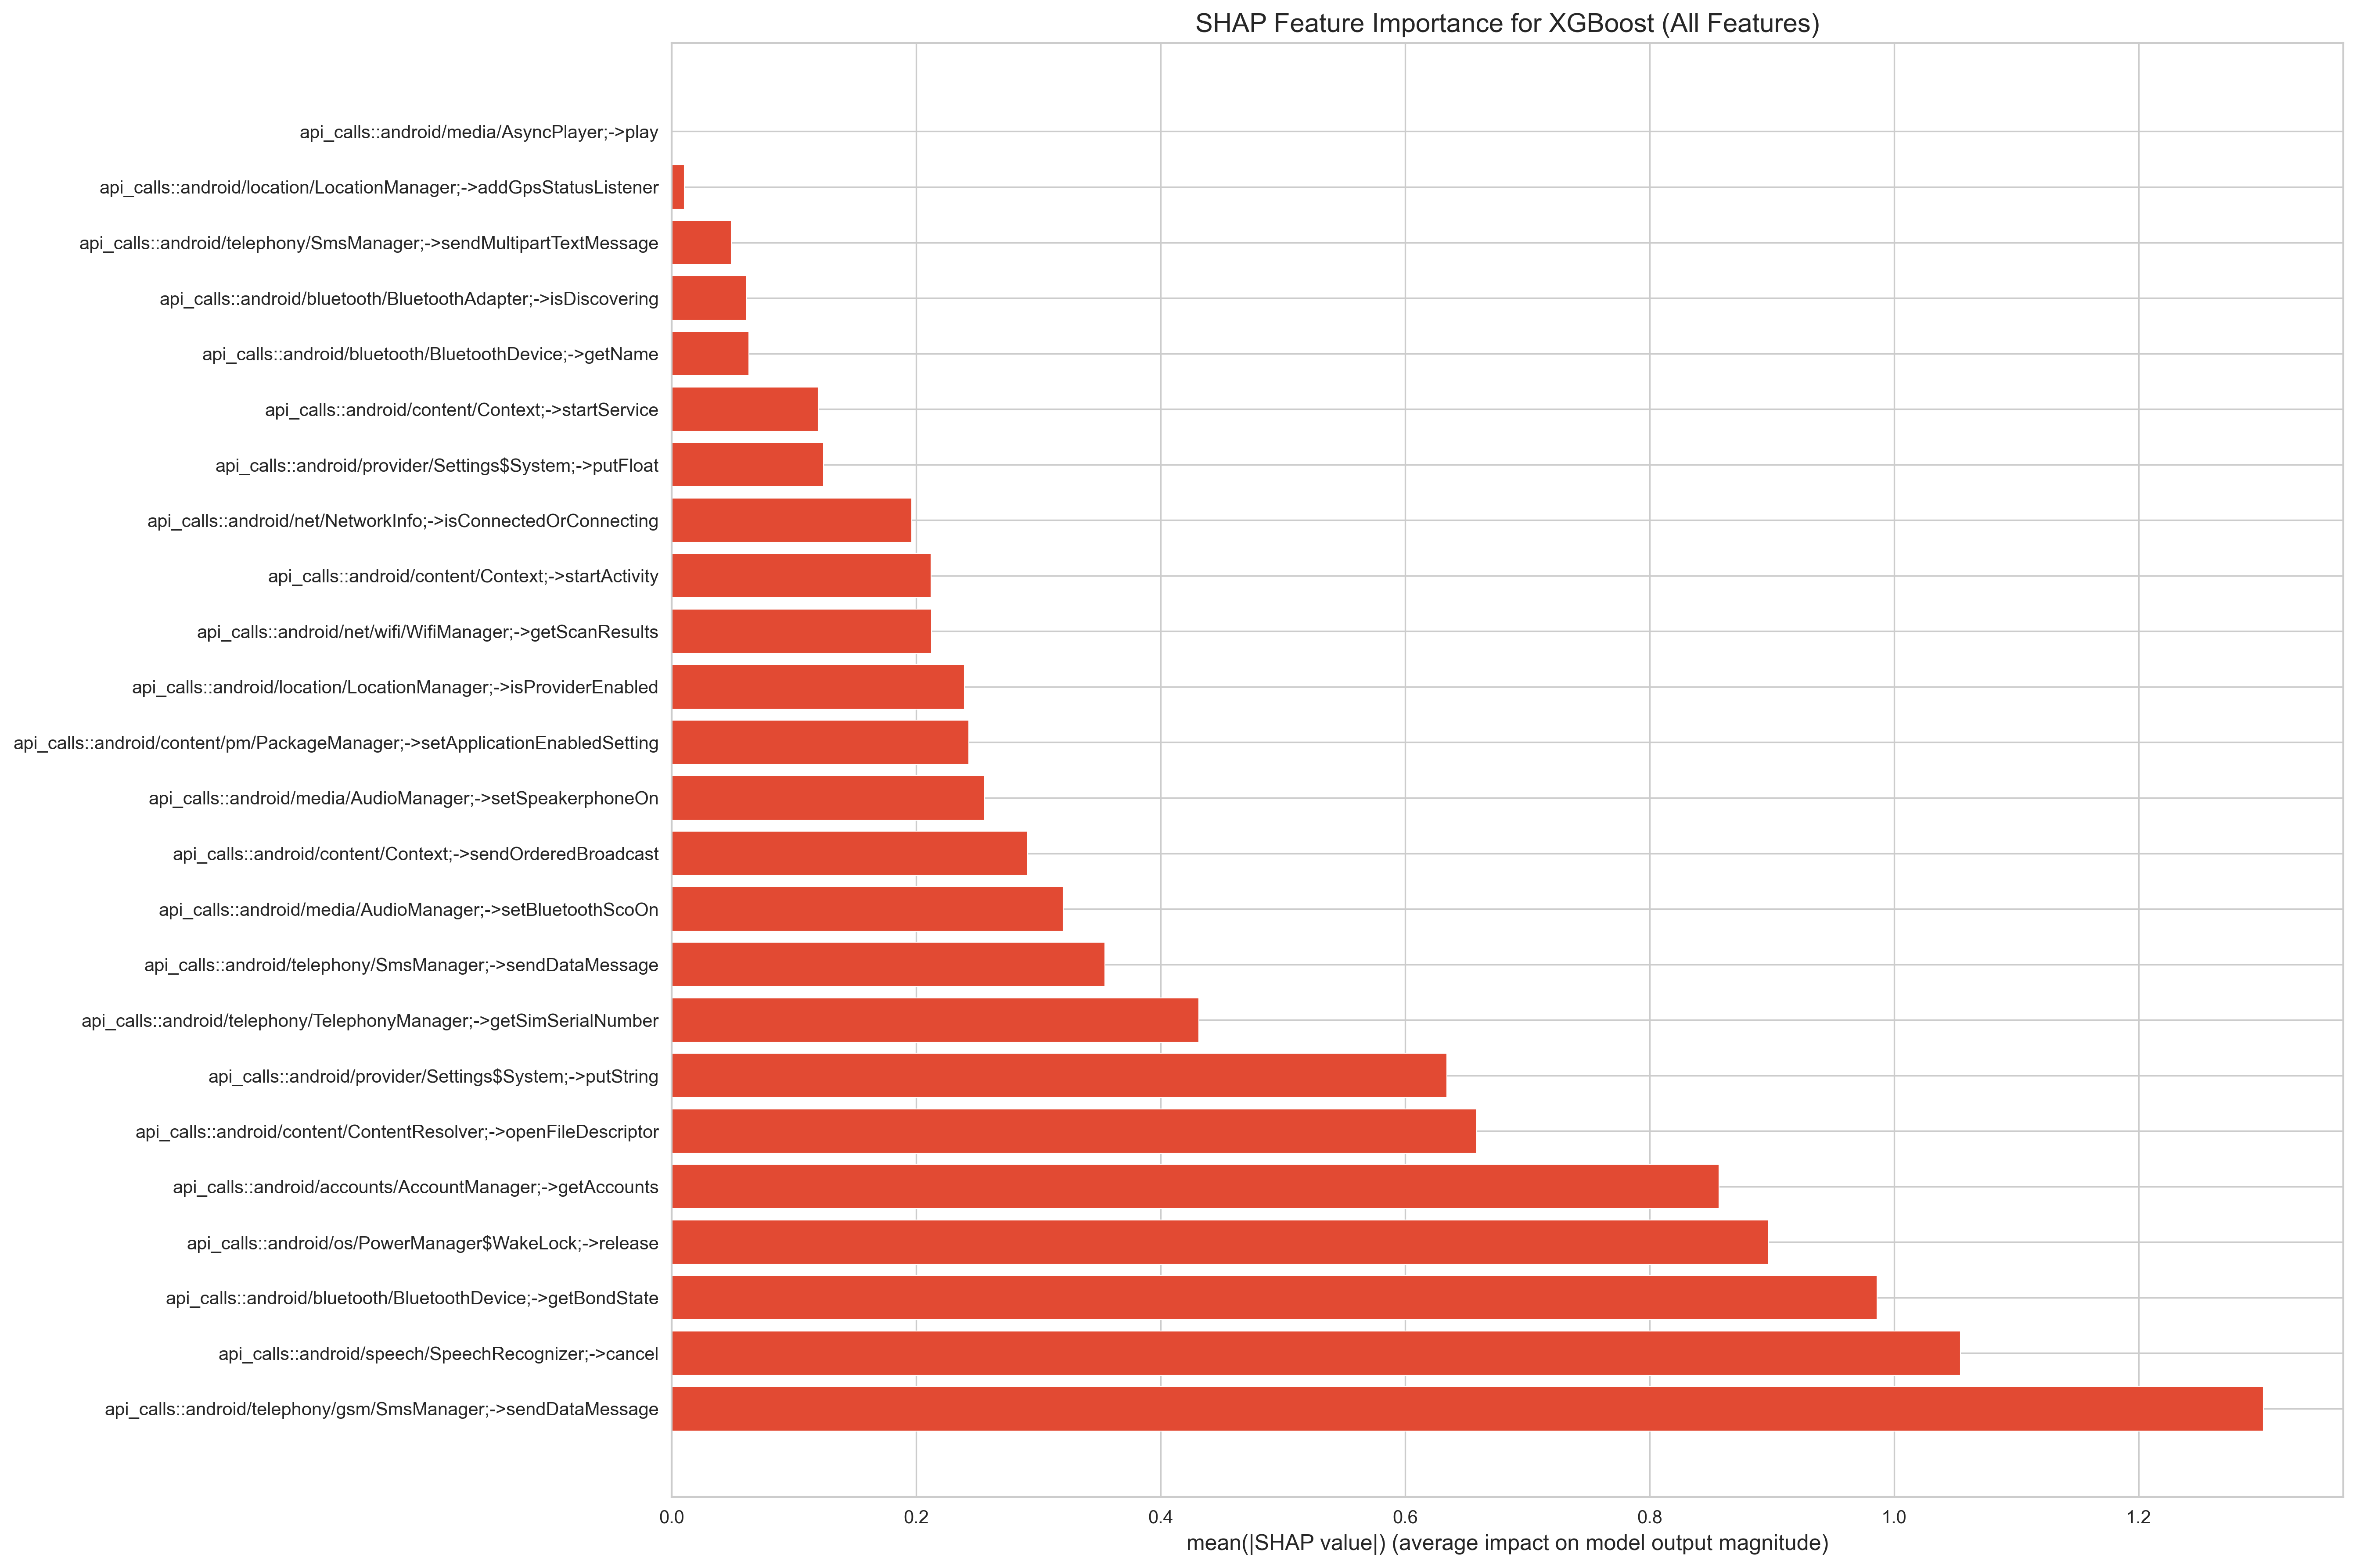 SHAP Feature Importance for XGBoost (All Features)
api_calls::android/media/AsyncPlayer;->play
api_calls::android/location/LocationManager;->addGpsStatusListener
api_calls::android/telephony/SmsManager;->sendMultipartTextMessage
api_calls::android/bluetooth/BluetoothAdapter;->isDiscovering
api_calls::android/bluetooth/BluetoothDevice;->getName
api_calls::android/content/Context;->startService
api_calls::android/provider/Settings$System;->putFloat
api_calls::android/net/NetworkInfo;->isConnectedOrConnecting
api_calls::android/content/Context;->startActivity
api_calls::android/net/wifi/WifiManager;->getScanResults
api_calls::android/location/LocationManager;->isProviderEnabled
api_calls::android/content/pm/PackageManager;->setApplicationEnabledSetting
api_calls::android/media/AudioManager;->setSpeakerphoneOn
api_calls::android/content/Context;->sendOrderedBroadcast
api_calls::android/media/AudioManager;->setBluetoothScoOn
api_calls::android/telephony/SmsManager;->sendDataMessage
api_calls::android/telephony/TelephonyManager;->getSimSerialNumber
api_calls::android/provider/Settings$System;->putString
api_calls::android/content/ContentResolver;->openFileDescriptor
api_calls::android/accounts/AccountManager;->getAccounts
api_calls::android/os/PowerManager$WakeLock;->release
api_calls::android/bluetooth/BluetoothDevice;->getBondState
api_calls::android/speech/SpeechRecognizer;->cancel
api_calls::android/telephony/gsm/SmsManager;->sendDataMessage
0.0 0.2 0.4 0.6 0.8 1.0 1.2
mean(|SHAP value|) (average impact on model output magnitude)